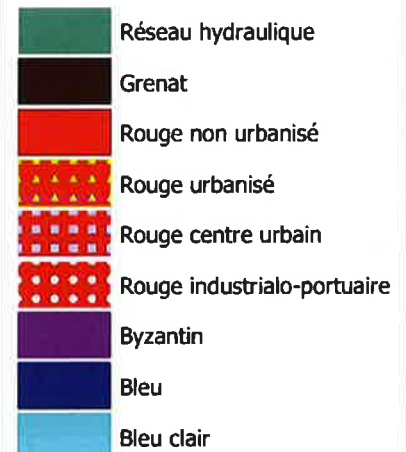 Réseau hydraulique
Grenat
Rouge non urbanisé
Rouge urbanisé
Rouge centre urbain
Rouge industrialo-portuaire
Byzantin
Bleu
Bleu clair